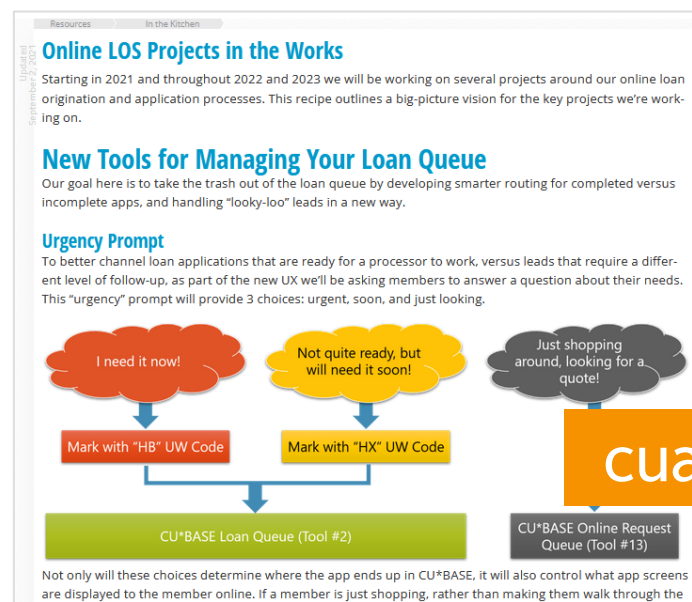 Resources In the Kitchen
Updated
September 2, 2021
Online LOS Projects in the Works
Starting in 2021 and throughout 2022 and 2023 we will be working on several projects around our online loan
origination and application processes. This recipe outlines a big-picture vision for the key projects we're work-
ing on.
New Tools for Managing Your Loan Queue
Our goal here is to take the trash out of the loan queue by developing smarter routing for completed versus
incomplete apps, and handling “looky-loo” leads in a new way.
Urgency Prompt
To better channel loan applications that are ready for a processor to work, versus leads that require a differ-
ent level of follow-up, as part of the new UX we'll be asking members to answer a question about their needs.
This “urgency” prompt will provide 3 choices: urgent, soon, and just looking.
I need it now!
Not quite ready, but
will need it soon!
Just shopping
around, looking for a
quote!
Mark with “HB” UW Code
Mark with “HX” UW Code
cua
CU*BASE Loan Queue (Tool #2)
CU*BASE Online Request
Queue (Tool #13)
Not only will these choices determine where the app ends up in CU*BASE, it will also control what app screens
are displayed to the member online. If a member is just shopping, rather than making them walk through the